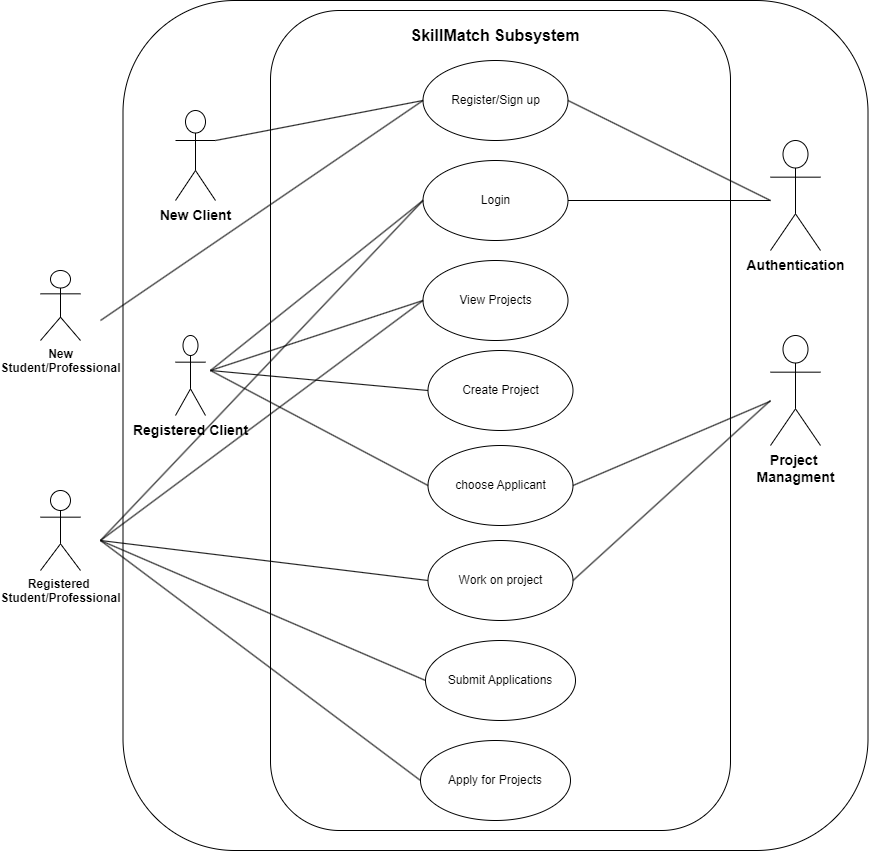 SkillMatch Subsystem
Register/Sign up
New Client
Login
Authentication
View Projects
New
Student/Professional
Create Project
Registered Client
Project
Managment
choose Applicant
Work on project
Registered
Student/Professional
Submit Applications
Apply for Projects